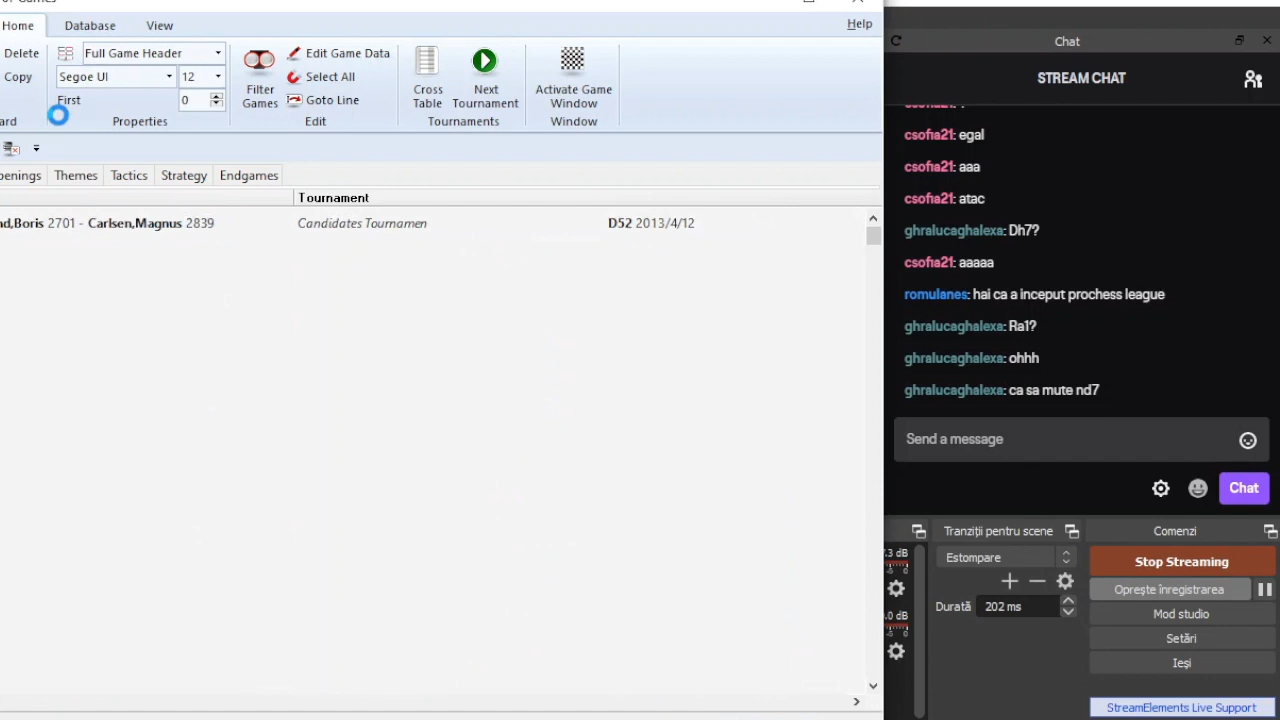 Home Database View Help
Delete Full Game Header Edit Game Data
Copy Segoe UI 12 Select All
First 0 Goto Line
Filter Games
Cross Table
Next Tournament
Activate Game Window
Properties Edit Tournaments Window
Themes Tactics Strategy Endgames
Tournament
Boris 2701 - Carlsen,Magnus 2839 Candidates Tournamen D52 2013/4/12
Chat
STREAM CHAT
csofia21: egal
csofia21: aaa
csofia21: atac
ghralucaghalexa: Dh7?
csofia21: aaaaa
romulanes: hai ca a inceput prochess league
ghralucaghalexa: Ra1?
ghralucaghalexa: ohhh
ghralucaghalexa: ca sa mute nd7
Send a message
Chat
Tranziții pentru scene
Estompare
Durată 202 ms
Comenzi
Stop Streaming
Oprește înregistrarea
Mod studio
Setări
Ieși
StreamElements Live Support